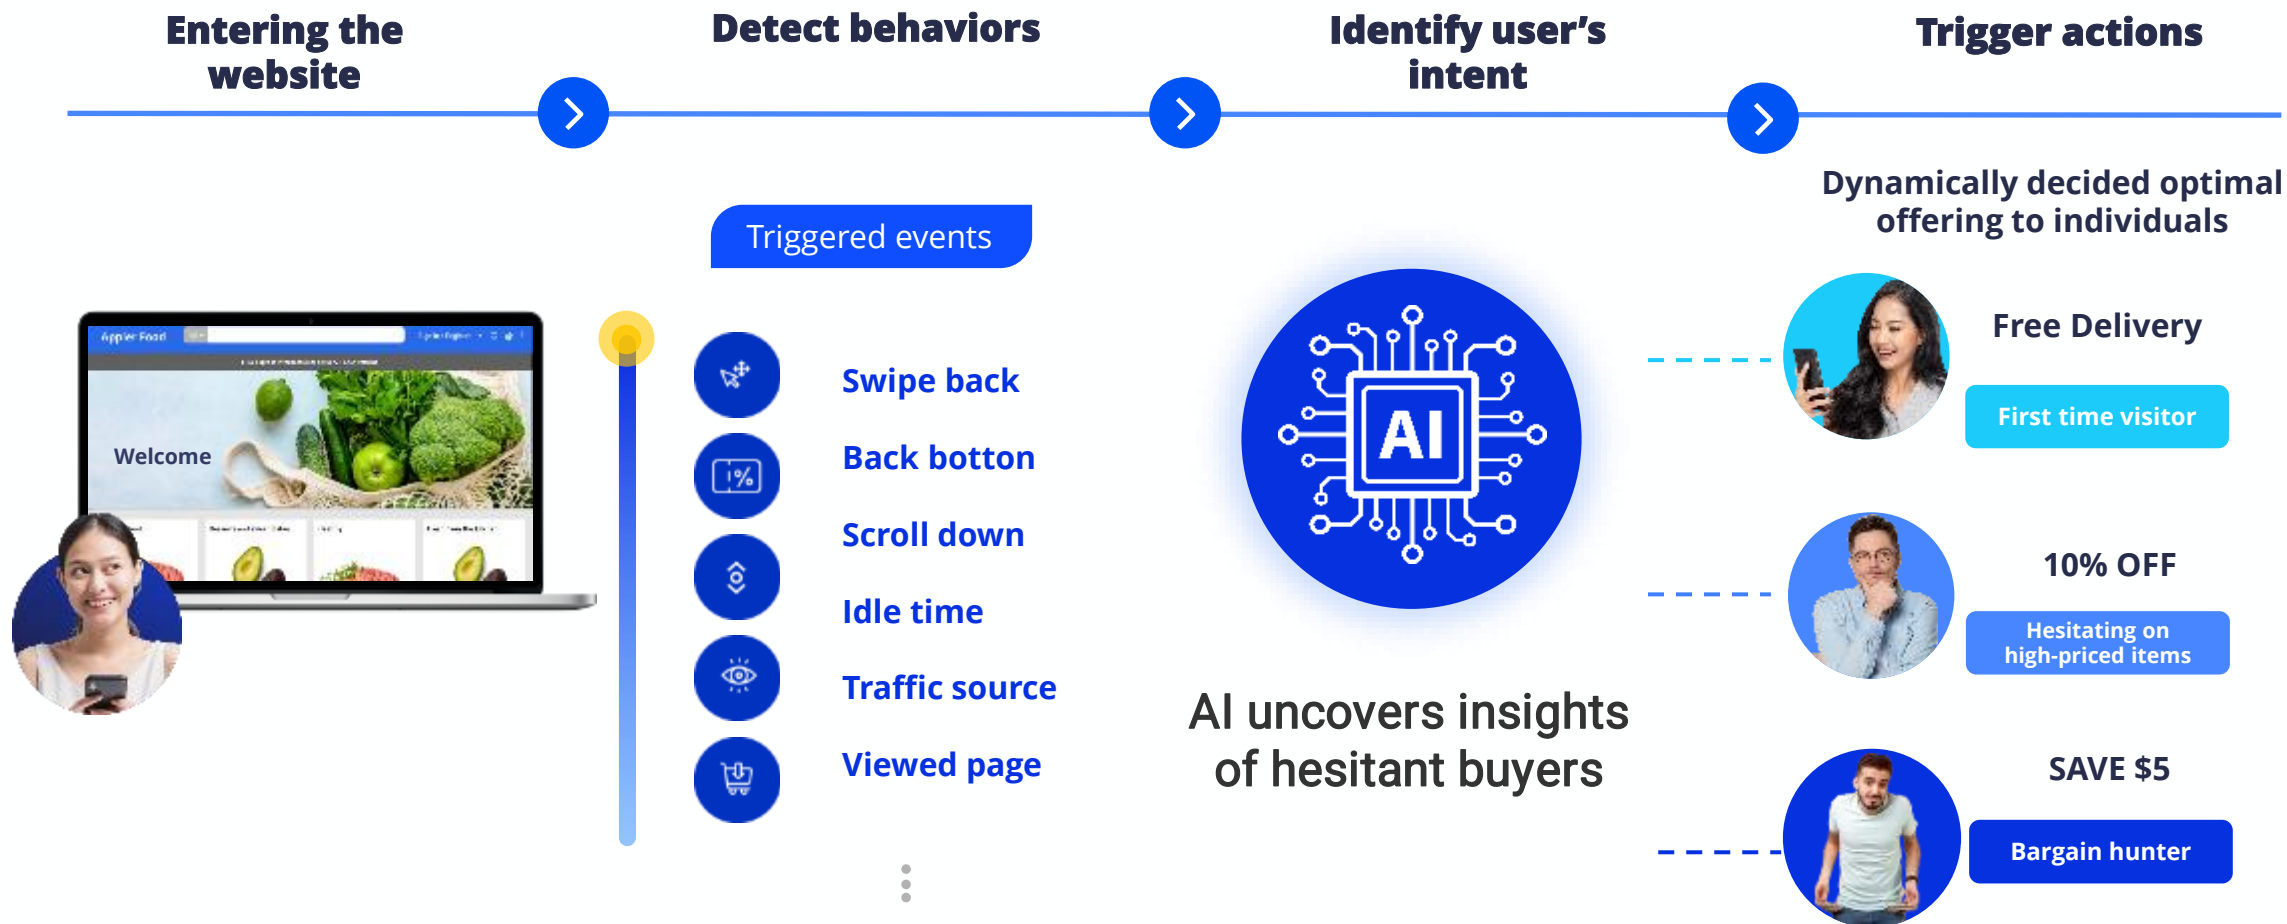 Entering the
website
Detect behaviors
Identify user's
intent
Trigger actions
Appier Food
Welcome
Triggered events
Swipe back
Back botton
Scroll down
Idle time
Traffic source
Viewed page
AI
AI uncovers insights
of hesitant buyers
Dynamically decided optimal
offering to individuals
Free Delivery
First time visitor
10% OFF
Hesitating on
high-priced items
SAVE $5
Bargain hunter